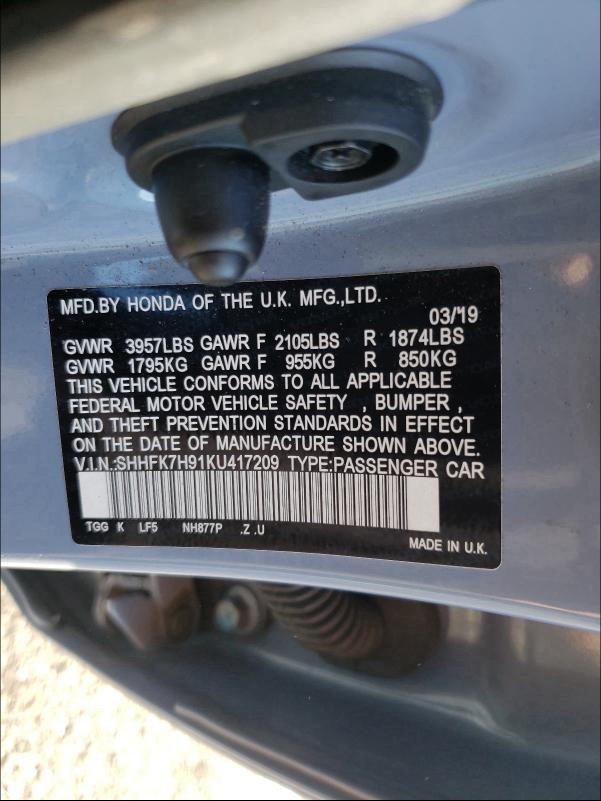 MFD.BY HONDA OF THE U.K. MFG.,LTD.
03/19
GVWR 3957LBS GAWR F 2105LBS R 1874LBS
GVWR 1795KG GAWR F 955KG R 850KG
THIS VEHICLE CONFORMS TO ALL APPLICABLE
FEDERAL MOTOR VEHICLE SAFETY , BUMPER ,
AND THEFT PREVENTION STANDARDS IN EFFECT
ON THE DATE OF MANUFACTURE SHOWN ABOVE.
V.I.N.:SHHFK7H91KU417209 TYPE:PASSENGER CAR
TGG K LF5 NH877P .Z .U
MADE IN U.K.